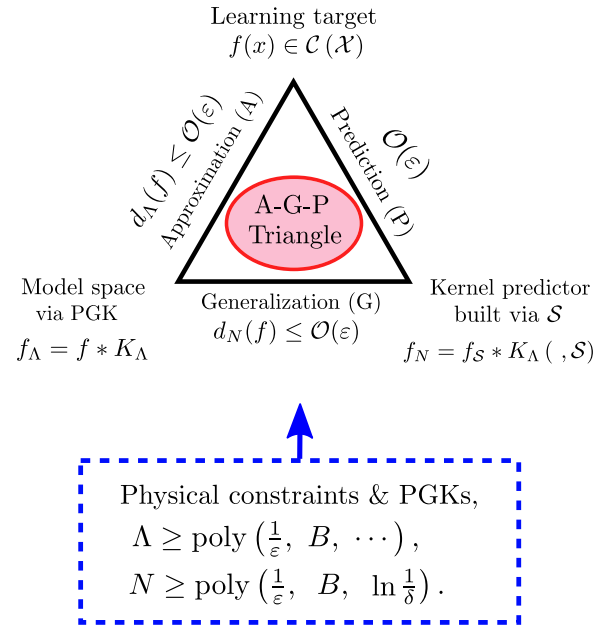 Learning target
f(x) ∈ 𝒞 (𝒳)
d_Λ(f) ≤ 𝒪(ε)
Approximation (A)
𝒪(ε)
Prediction (P)
A-G-P
Triangle
Model space
via PGK
f_Λ = f ∗ K_Λ
Generalization (G)
d_N(f) ≤ 𝒪(ε)
Kernel predictor
built via 𝒮
f_N = f_𝒮 ∗ K_Λ ( , 𝒮)
Physical constraints & PGKs,
Λ ≥ poly (1/ε, B, ⋯) ,
N ≥ poly (1/ε, B, ln 1/δ) .